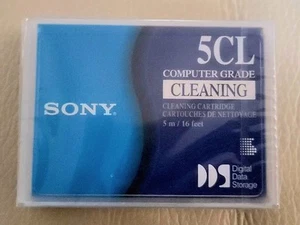 5CL
COMPUTER GRADE
CLEANING
SONY
CLEANING CARTRIDGE
CARTOUCHES DE NETTOYAGE
5 m / 16 feet
DDS
Digital
Data
Storage